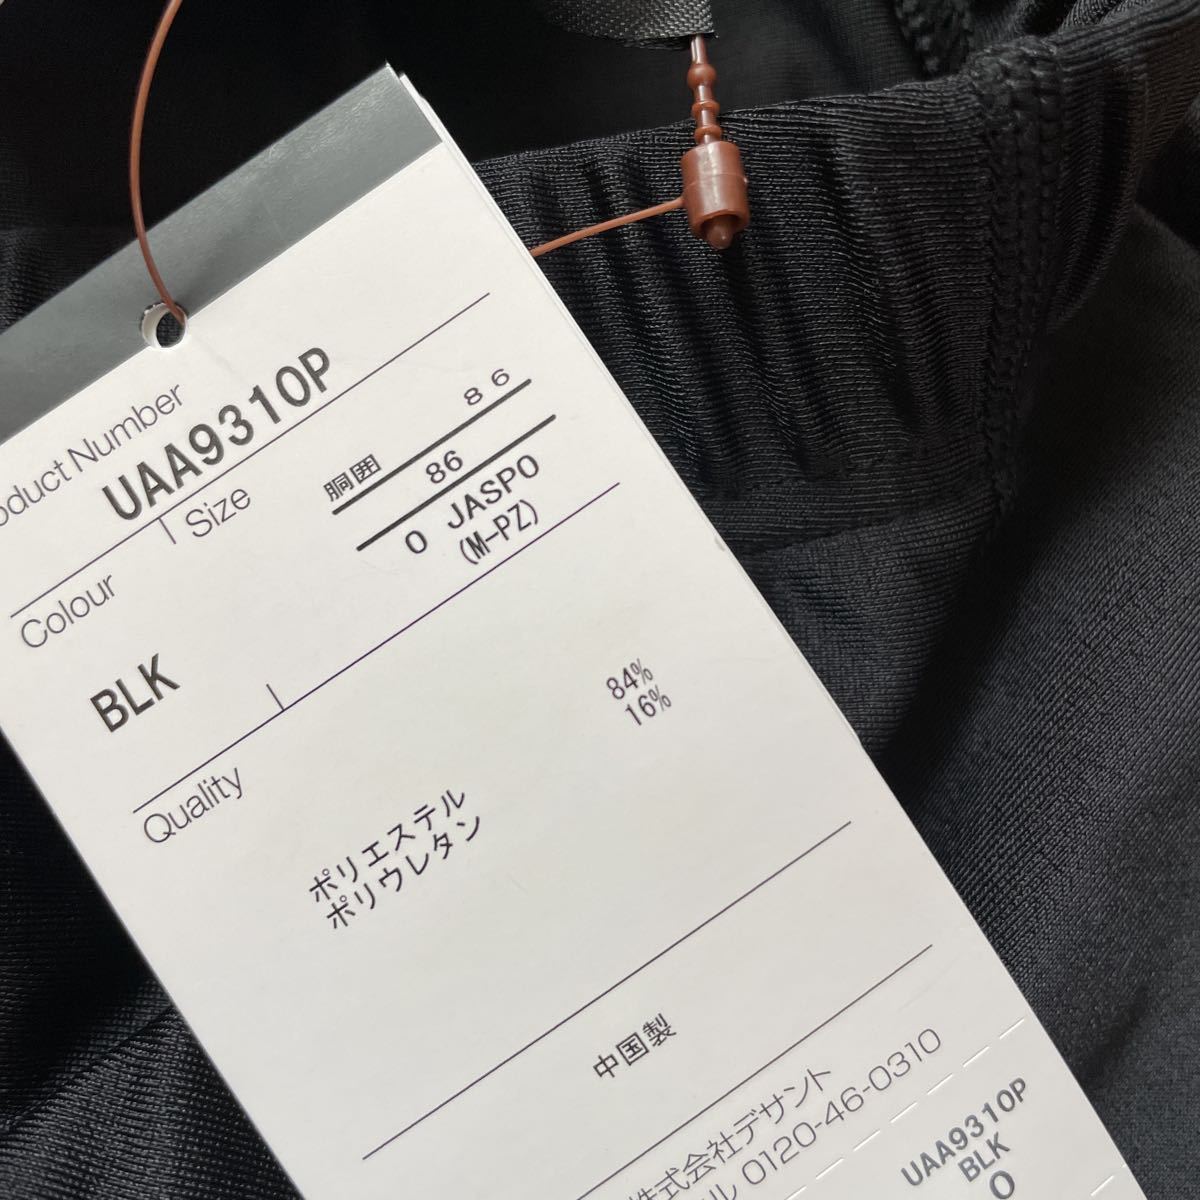 Product Number
UAA9310P
Size
胴囲 86
86
O JASPO
(M-PZ)
Colour
BLK
Quality
ポリエステル 84%
ポリウレタン 16%
中国製
株式会社デサント
0120-46-0310
UAA9310P
BLK
O